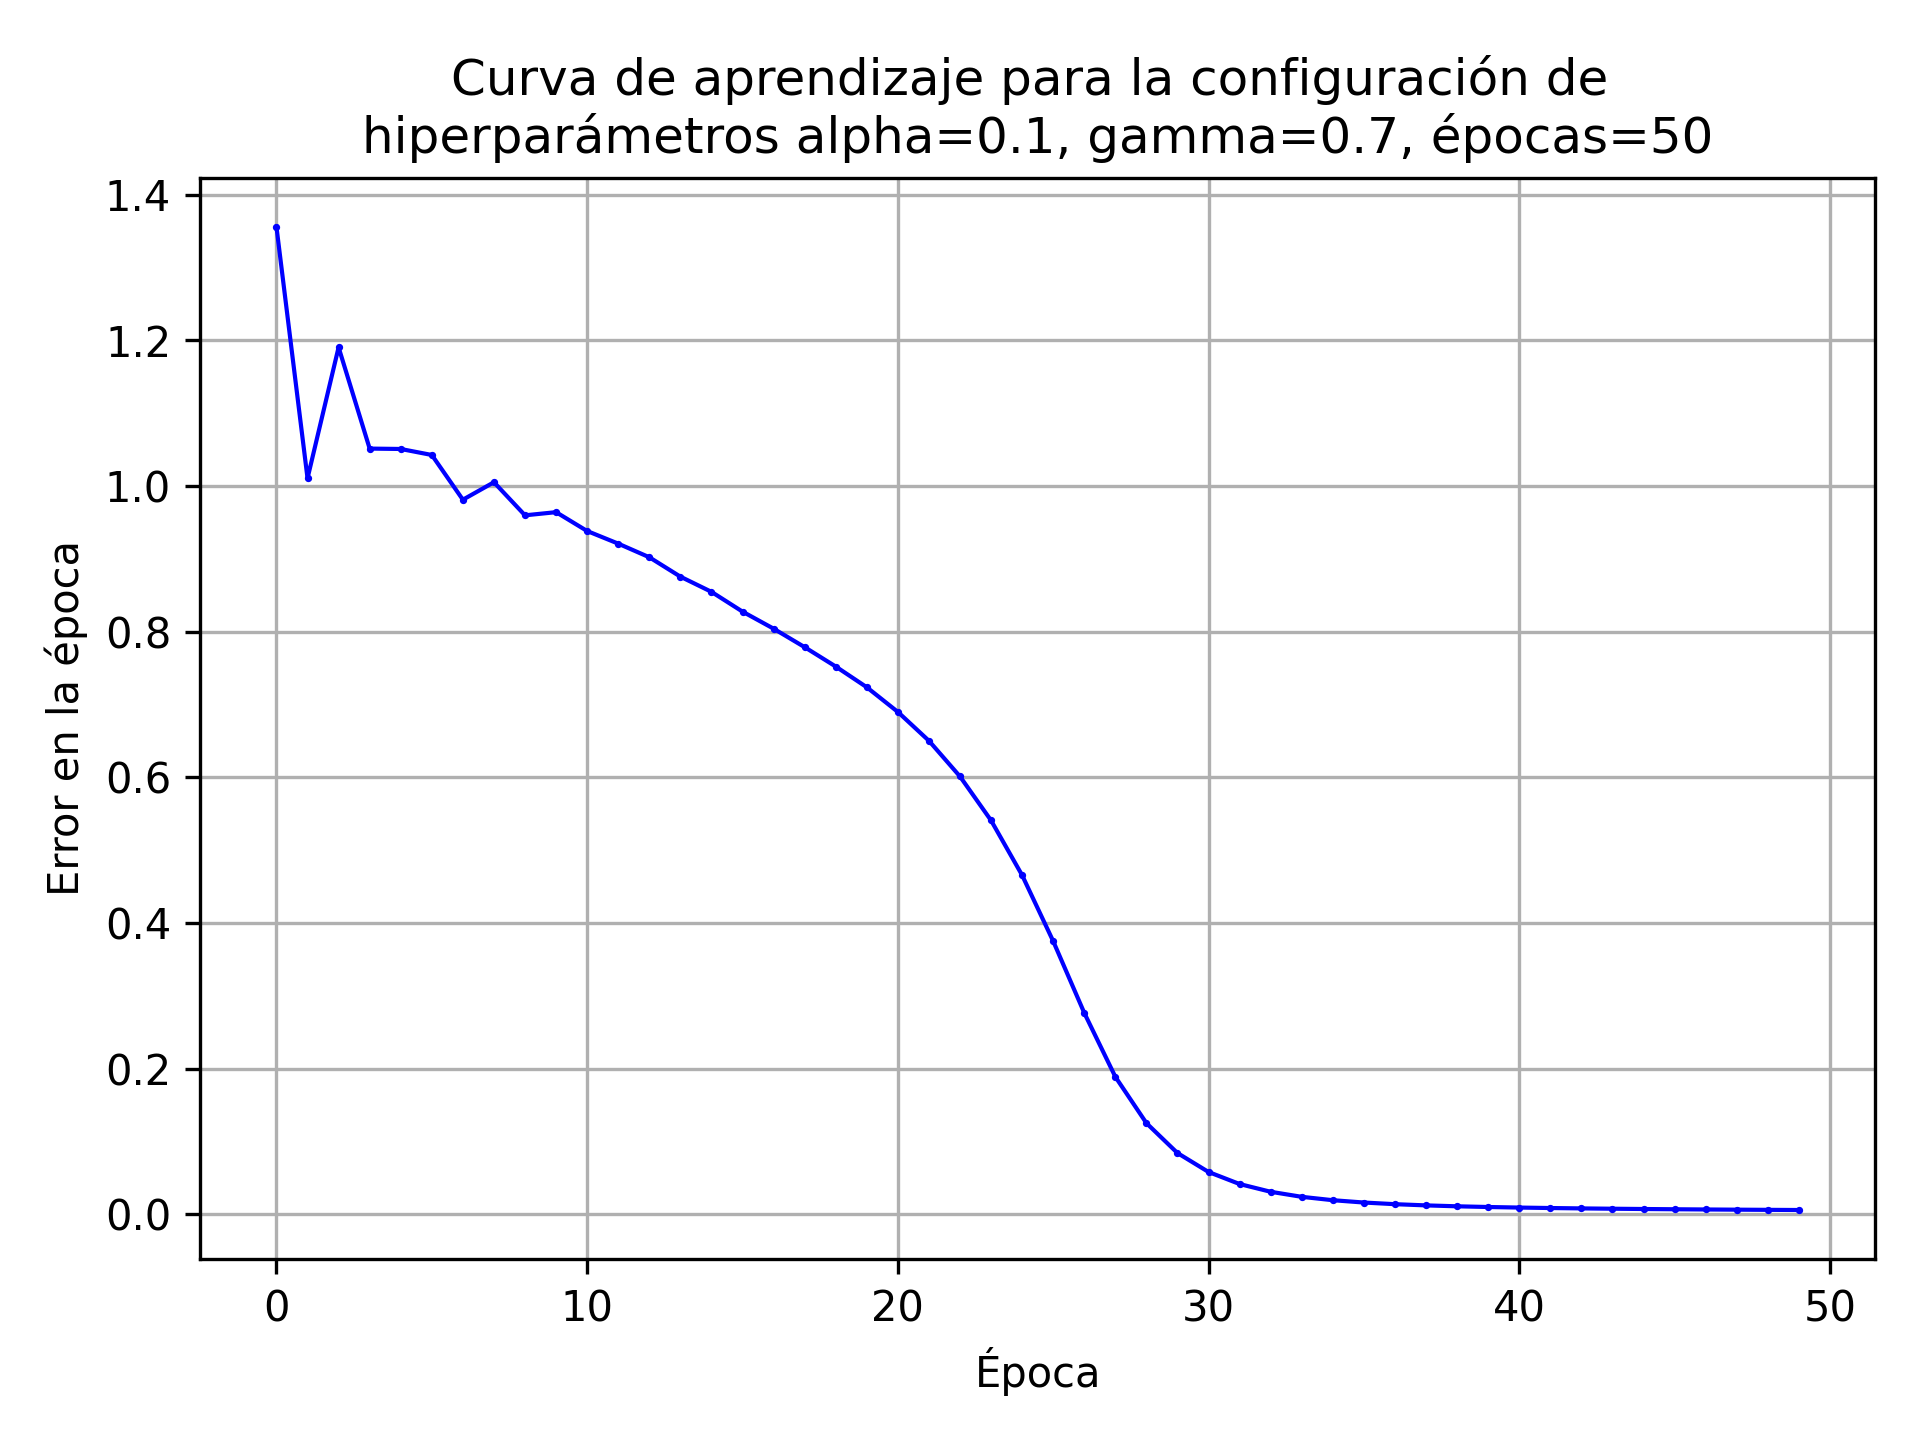 Curva de aprendizaje para la configuración de
hiperparámetros alpha=0.1, gamma=0.7, épocas=50
1.4
1.2
1.0
0.8
0.6
0.4
0.2
0.0
Error en la época
0 10 20 30 40 50
Época